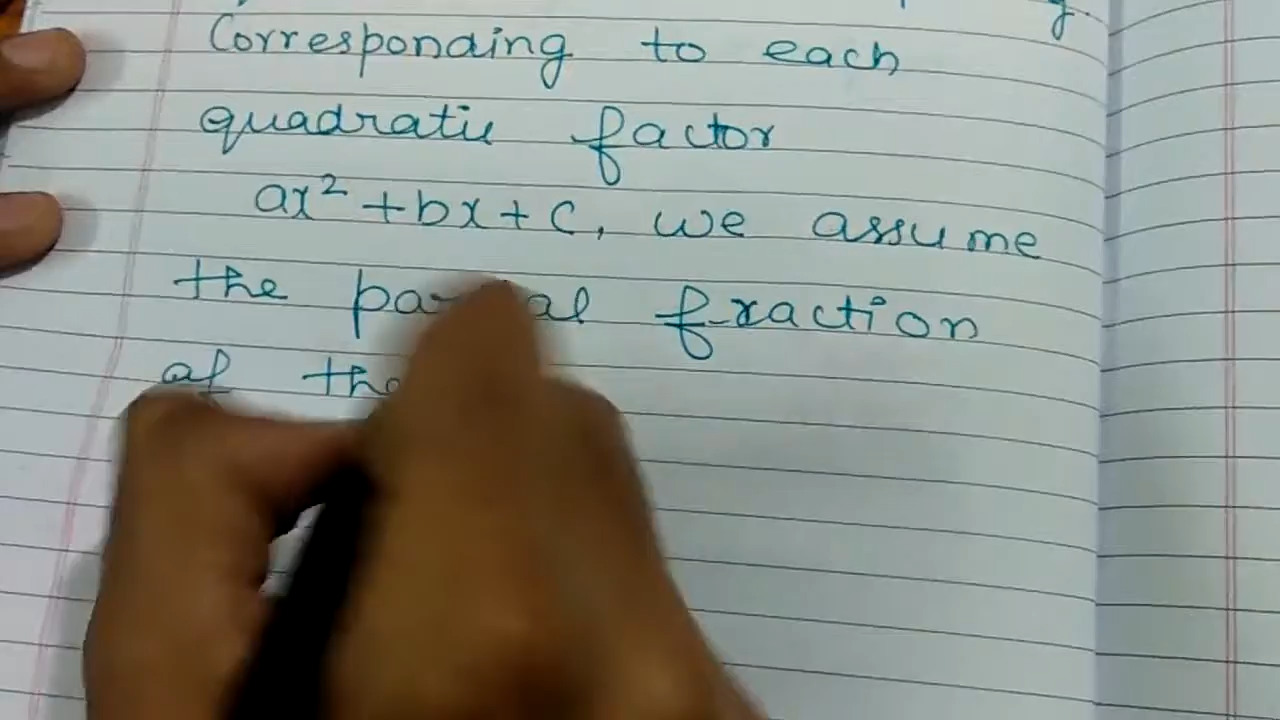 Corresponding to each
quadratic factor
ax² + bx + c, we assume
the partial fraction
of the